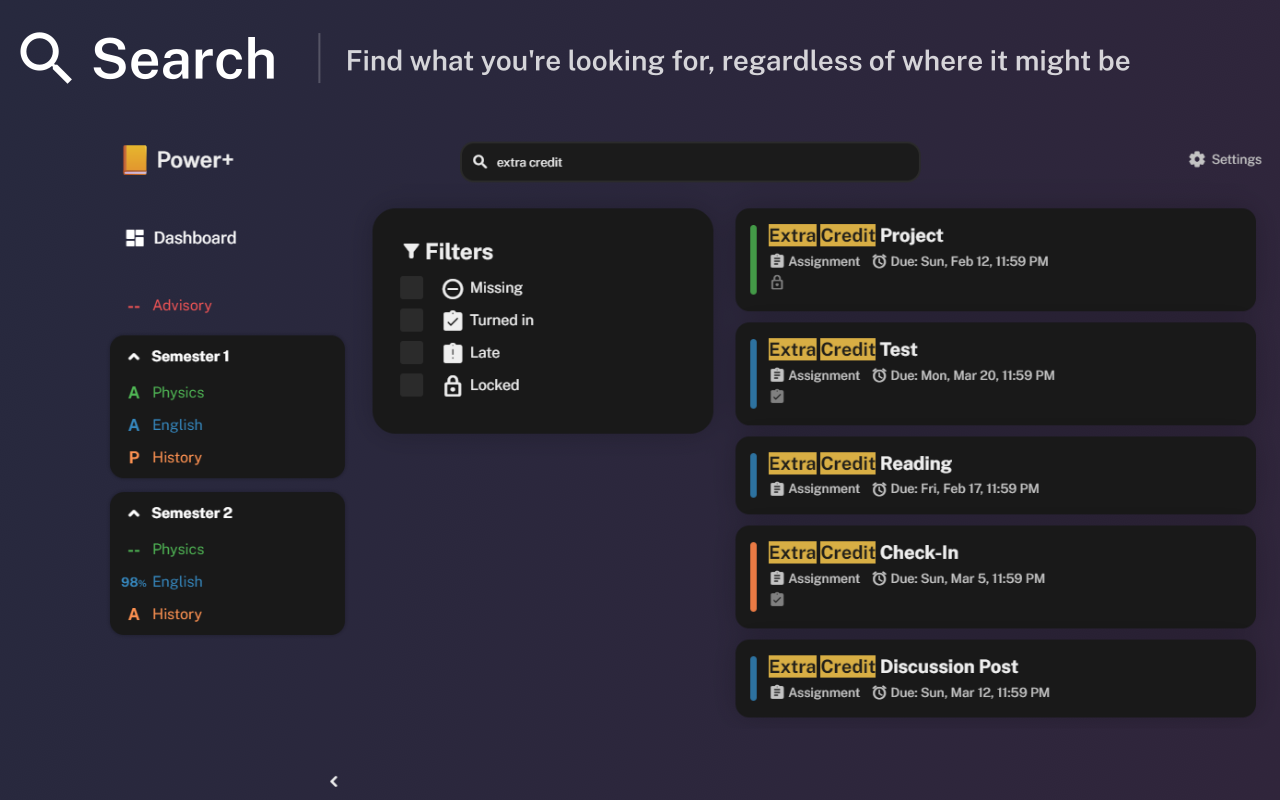 Search
Find what you're looking for, regardless of where it might be
Power+
extra credit
Settings
Dashboard
-- Advisory
Semester 1
A Physics
A English
P History
Semester 2
-- Physics
98% English
A History
Filters
Missing
Turned in
Late
Locked
Extra Credit Project
Assignment Due: Sun, Feb 12, 11:59 PM
Extra Credit Test
Assignment Due: Mon, Mar 20, 11:59 PM
Extra Credit Reading
Assignment Due: Fri, Feb 17, 11:59 PM
Extra Credit Check-In
Assignment Due: Sun, Mar 5, 11:59 PM
Extra Credit Discussion Post
Assignment Due: Sun, Mar 12, 11:59 PM